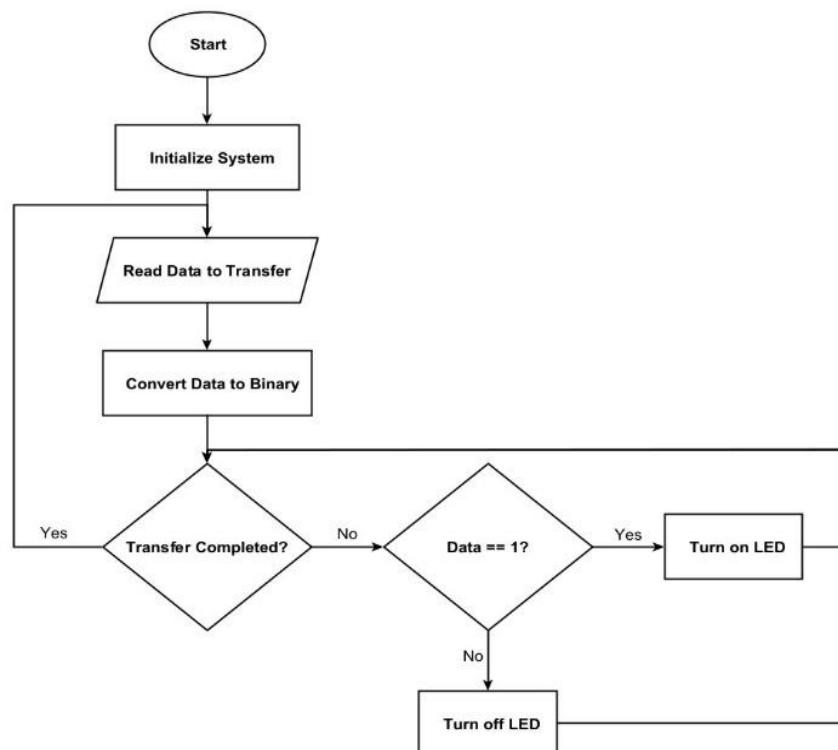 Start
Initialize System
Read Data to Transfer
Convert Data to Binary
Transfer Completed?
Yes
No
Data == 1?
Yes
Turn on LED
No
Turn off LED